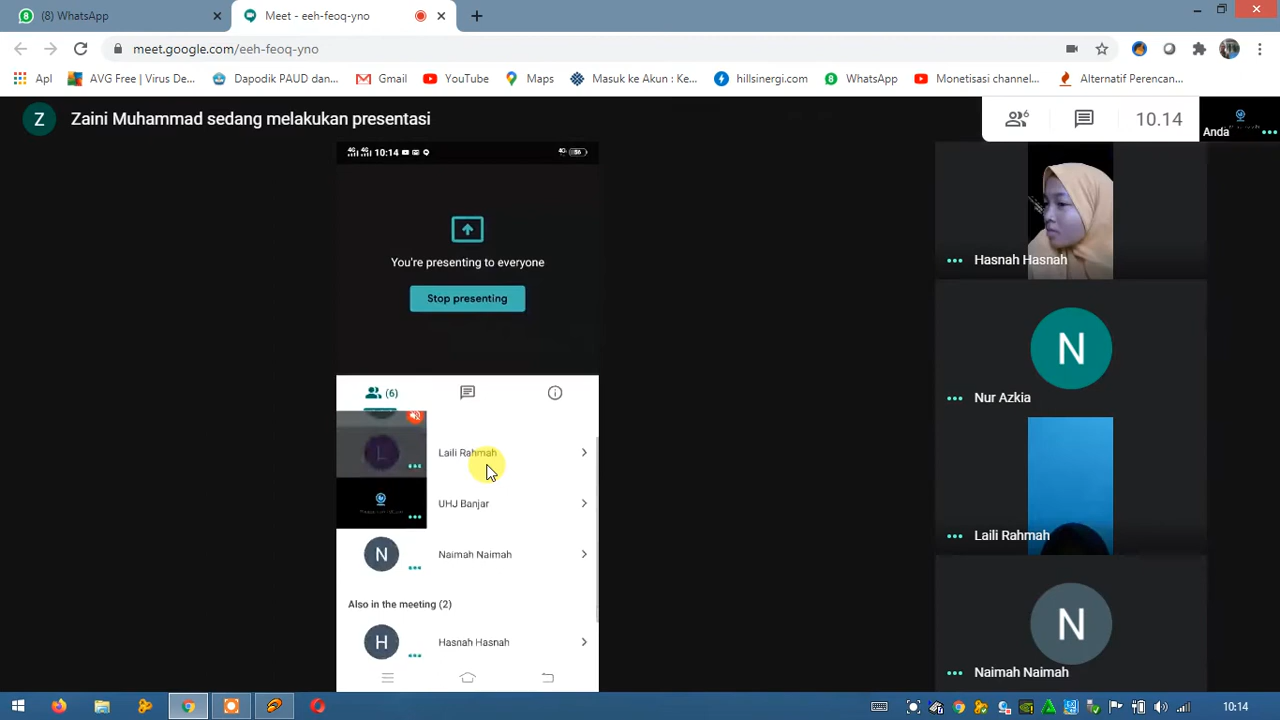 (8) WhatsApp
Meet - eeh-feoq-yno
meet.google.com/eeh-feoq-yno
Apl
AVG Free | Virus De...
Dapodik PAUD dan...
Gmail
YouTube
Maps
Masuk ke Akun : Ke...
hillsinergi.com
WhatsApp
Monetisasi channel...
Alternatif Perencan...
Z
Zaini Muhammad sedang melakukan presentasi
6
10.14
Anda
10:14
56
You're presenting to everyone
Stop presenting
(6)
L
Laili Rahmah
UHJ Banjar
N
Naimah Naimah
Also in the meeting (2)
H
Hasnah Hasnah
Hasnah Hasnah
N
Nur Azkia
Laili Rahmah
N
Naimah Naimah
10:14